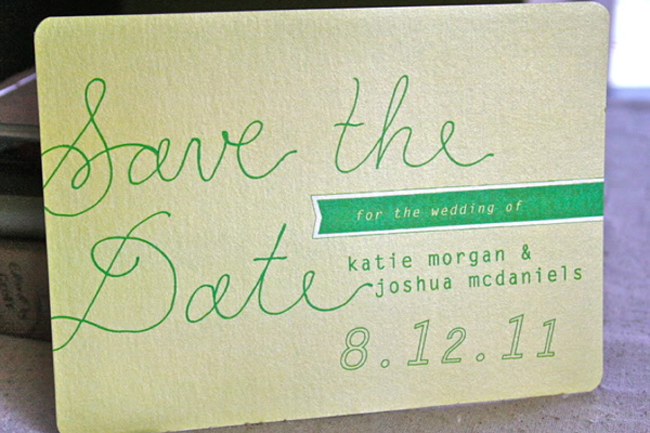 Save the
Date
for the wedding of
katie morgan &
joshua mcdaniels
8.12.11